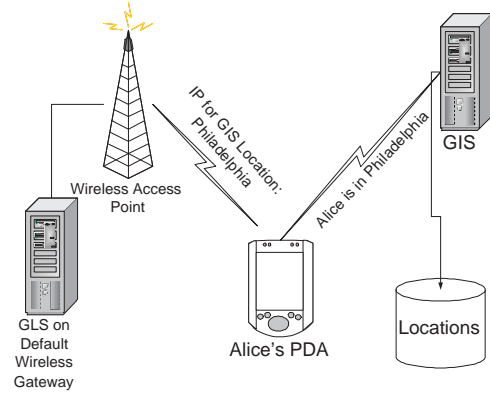 IP for GIS Location:
Philadelphia
Alice is in Philadelphia
GIS
Wireless Access
Point
GLS on
Default
Wireless
Gateway
Alice's PDA
Locations